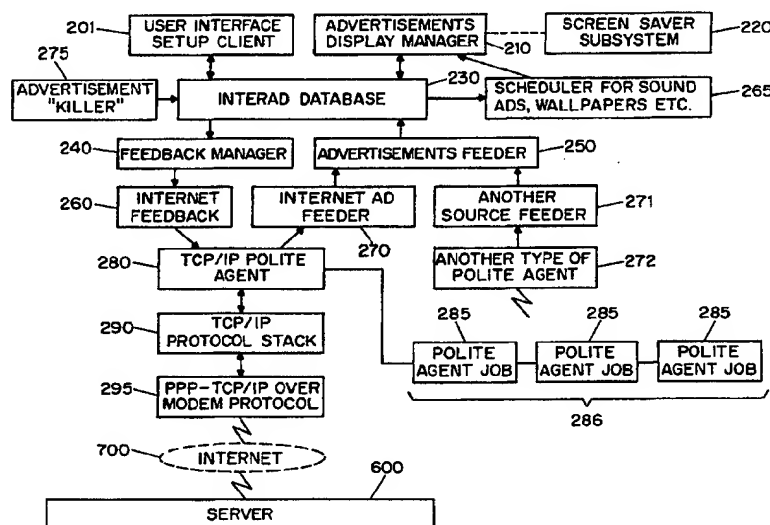 201
USER INTERFACE
SETUP CLIENT
ADVERTISEMENTS
DISPLAY MANAGER
210
SCREEN SAVER
SUBSYSTEM
220
275
ADVERTISEMENT
"KILLER"
230
INTERAD DATABASE
SCHEDULER FOR SOUND
ADS, WALLPAPERS ETC.
265
240
FEEDBACK MANAGER
ADVERTISEMENTS FEEDER
250
260
INTERNET
FEEDBACK
INTERNET AD
FEEDER
270
ANOTHER
SOURCE FEEDER
271
280
TCP/IP POLITE
AGENT
ANOTHER TYPE OF
POLITE AGENT
272
290
TCP/IP
PROTOCOL STACK
285
285
285
POLITE
AGENT JOB
POLITE
AGENT JOB
POLITE
AGENT JOB
286
295
PPP-TCP/IP OVER
MODEM PROTOCOL
700
INTERNET
600
SERVER